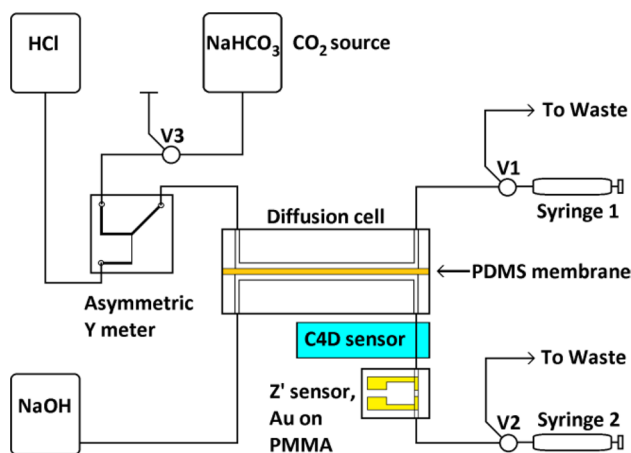 HCl
NaHCO3
CO2 source
V3
To Waste
V1
Syringe 1
Diffusion cell
PDMS membrane
Asymmetric
Y meter
C4D sensor
Z' sensor,
Au on
PMMA
NaOH
To Waste
V2
Syringe 2